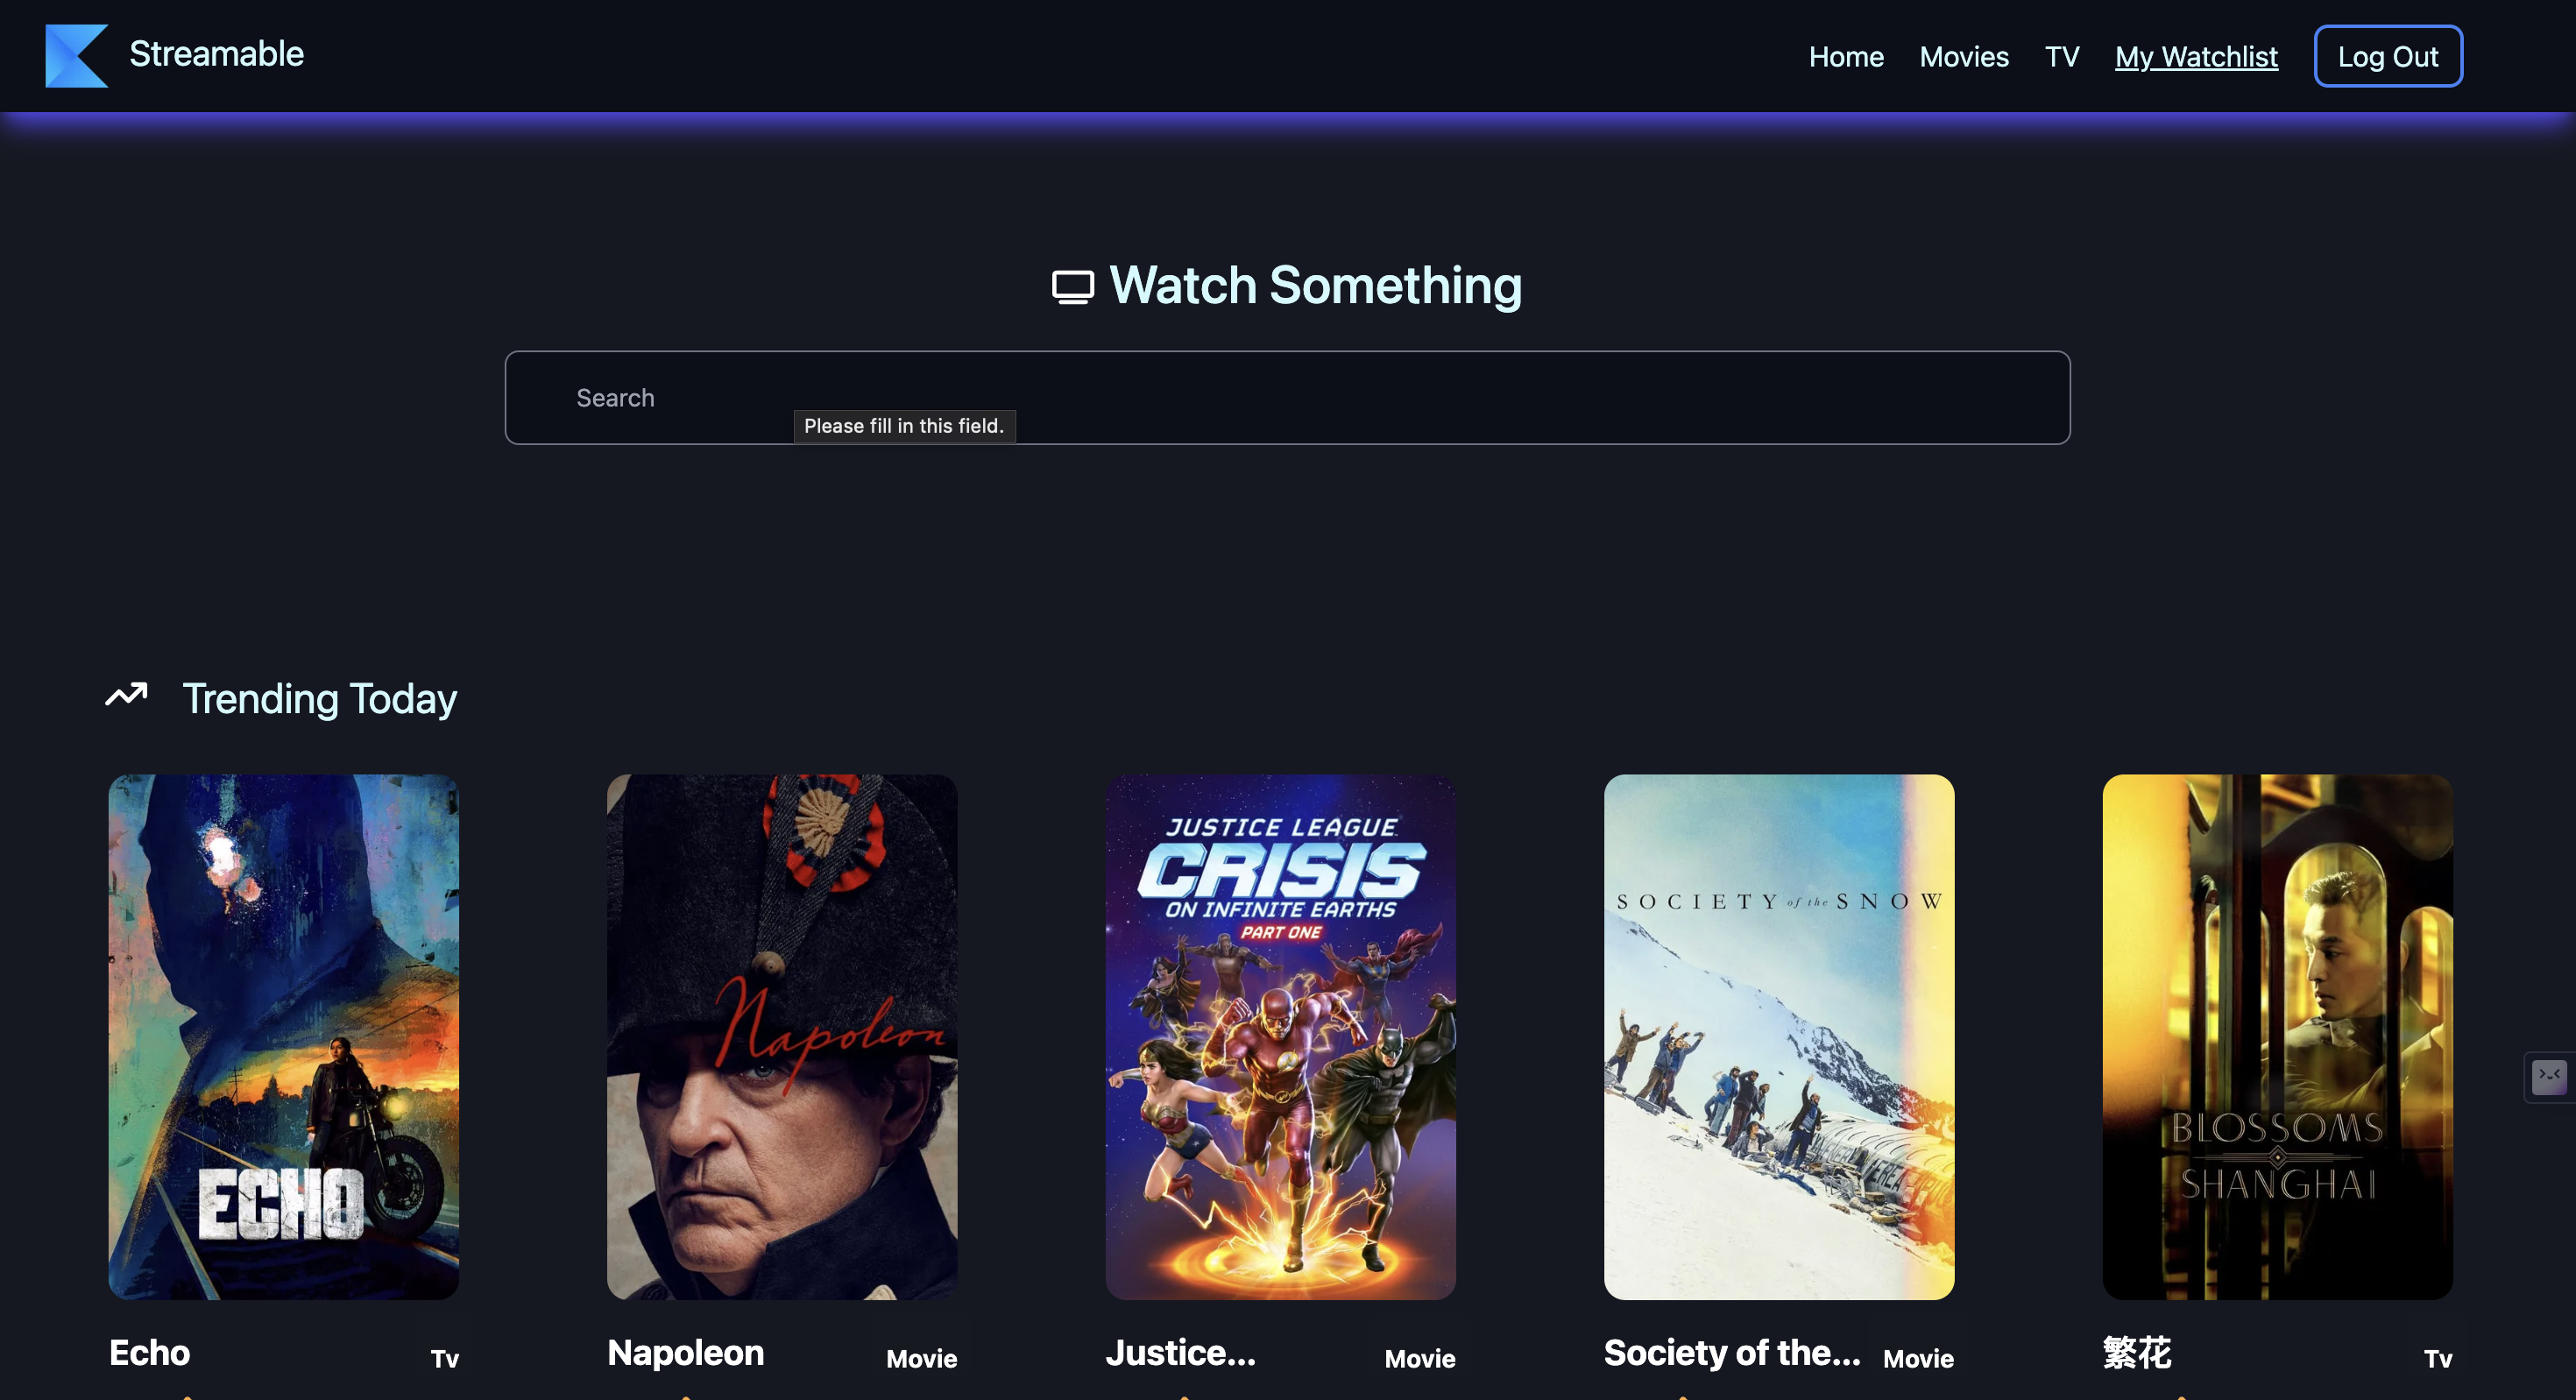 Streamable
Home Movies TV My Watchlist Log Out
Watch Something
Search
Please fill in this field.
Trending Today
ECHO
Napoleon
JUSTICE LEAGUE
CRISIS
ON INFINITE EARTHS
PART ONE
SOCIETY of the SNOW
BLOSSOMS
SHANGHAI
Echo Tv
Napoleon Movie
Justice... Movie
Society of the... Movie
繁花 Tv